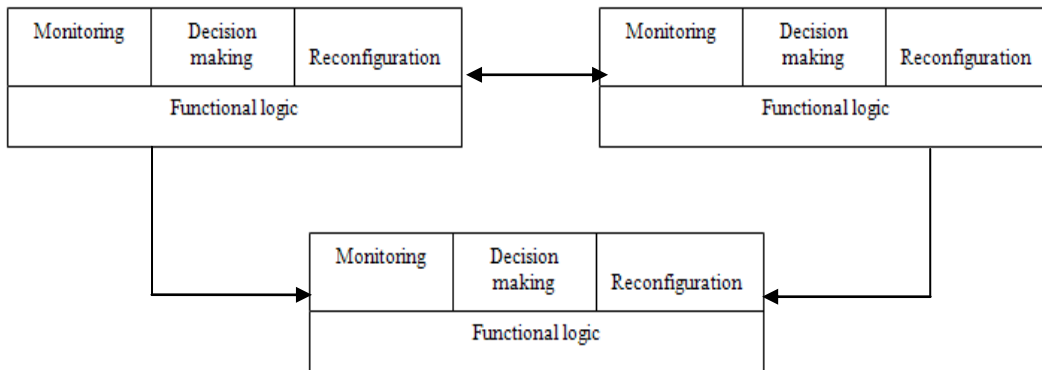 Monitoring
Decision
making
Reconfiguration
Functional logic
Monitoring
Decision
making
Reconfiguration
Functional logic
Monitoring
Decision
making
Reconfiguration
Functional logic